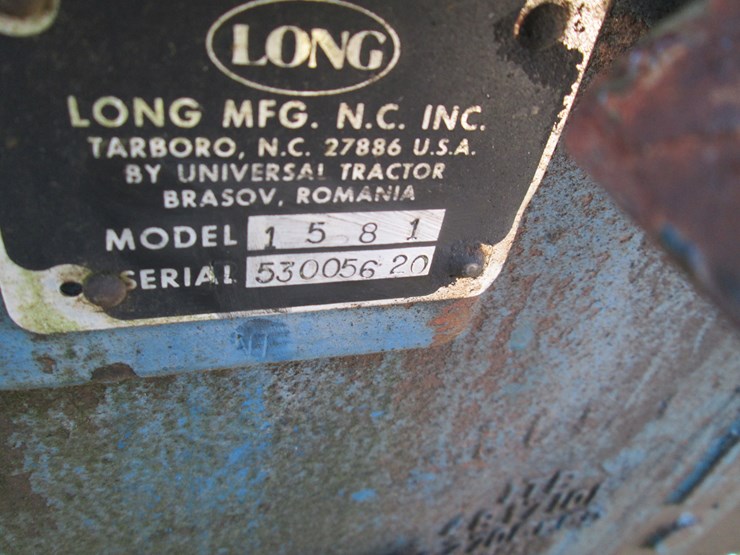 LONG
LONG MFG. N.C. INC.
TARBORO, N.C. 27886 U.S.A.
BY UNIVERSAL TRACTOR
BRASOV, ROMANIA
MODEL 1581
SERIAL 53005620